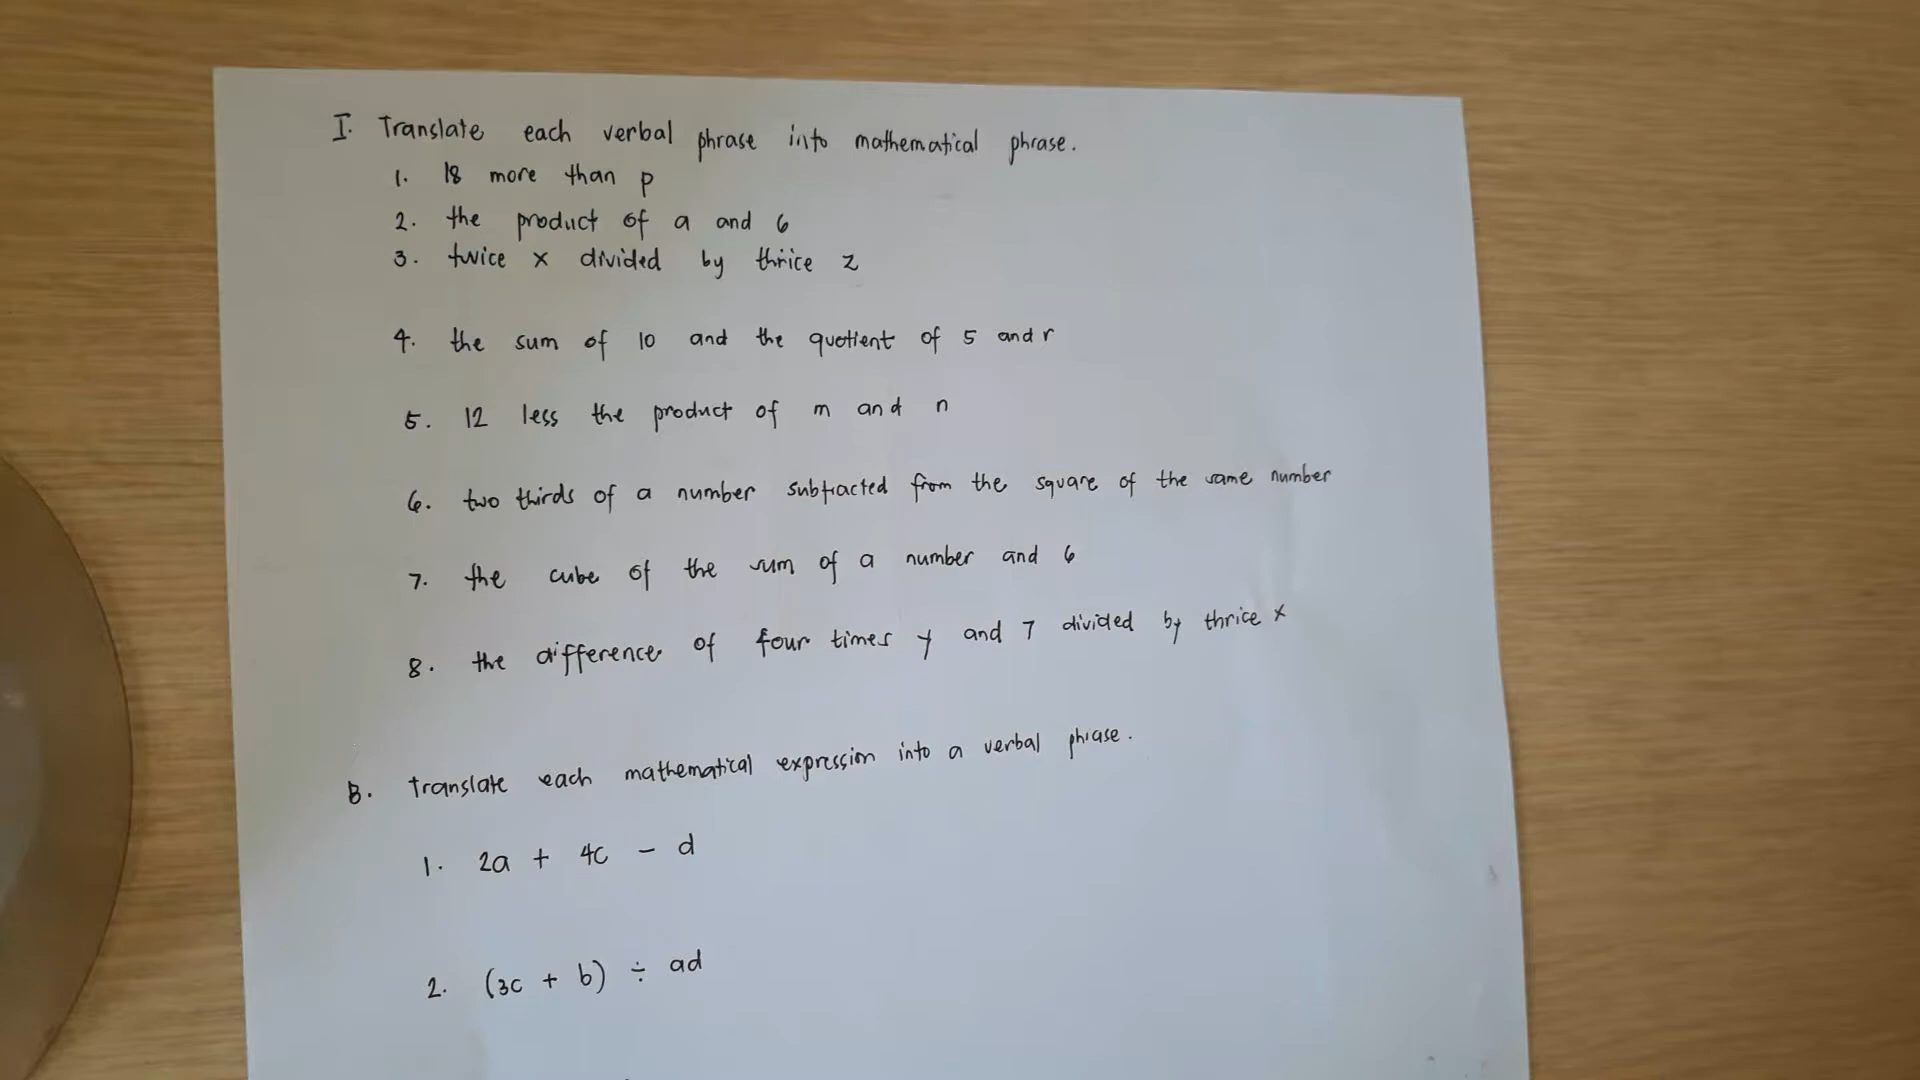 I. Translate each verbal phrase into mathematical phrase.
1. 18 more than p
2. the product of a and 6
3. twice x divided by thrice z
4. the sum of 10 and the quotient of 5 and r
5. 12 less the product of m and n
6. two thirds of a number subtracted from the square of the same number
7. the cube of the sum of a number and 6
8. the difference of four times y and 7 divided by thrice x
B. Translate each mathematical expression into a verbal phrase.
1. 2a + 4c - d
2. (3c + b) ÷ ad